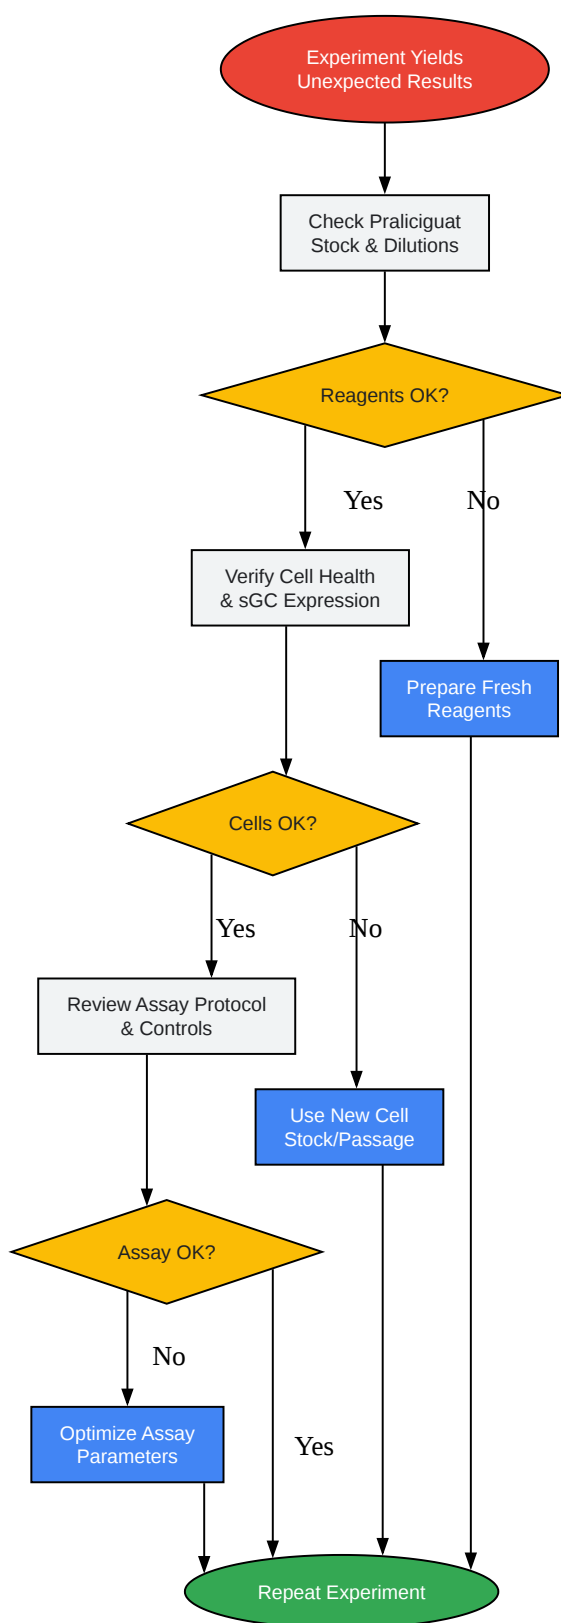 Experiment Yields
Unexpected Results
Check Praliciguat
Stock & Dilutions
Reagents OK?
Yes
No
Verify Cell Health
& sGC Expression
Prepare Fresh
Reagents
Cells OK?
Yes
No
Review Assay Protocol
& Controls
Use New Cell
Stock/Passage
Assay OK?
No
Optimize Assay
Parameters
Yes
Repeat Experiment